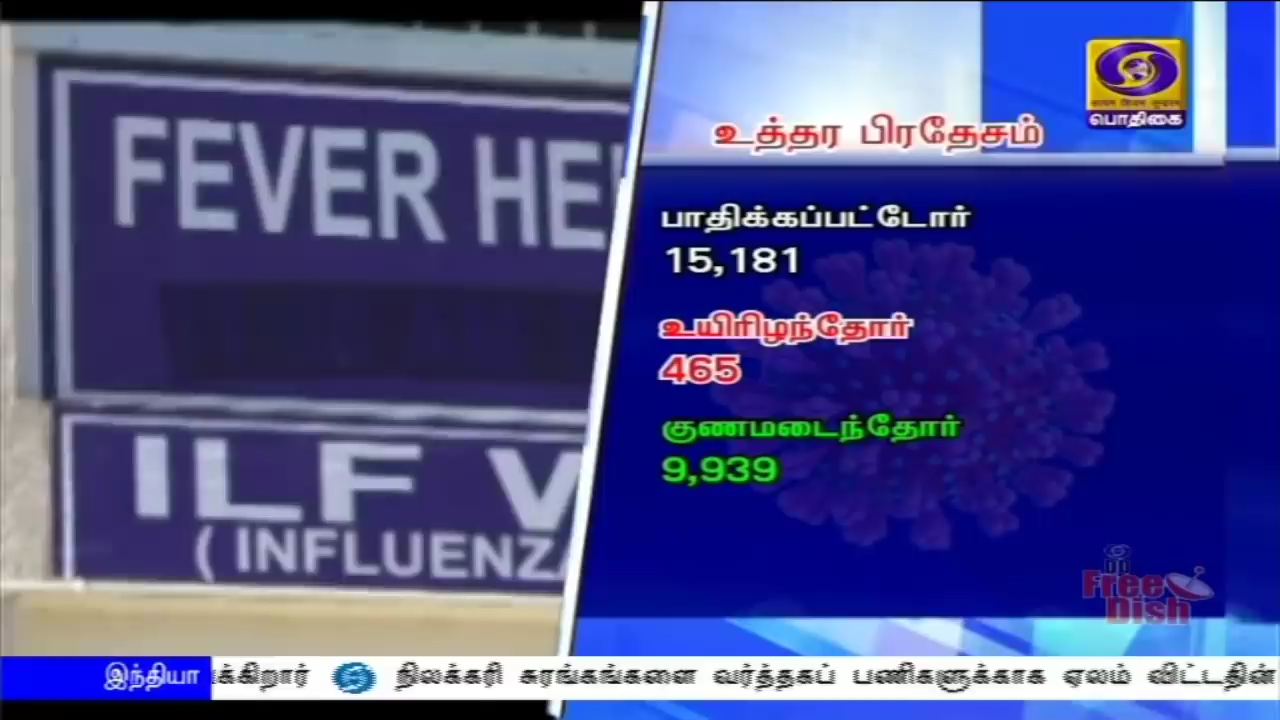 FEVER
ILF
( INFLUENZA
உத்தர பிரதேசம்
பாதிக்கப்பட்டோர்
15,181
உயிரிழந்தோர்
465
குணமடைந்தோர்
9,939
பொதிகை
DD
Free
Dish
இந்தியா
நிலக்கரி சுரங்கங்களை வர்த்தகப் பணிகளுக்காக ஏலம் விட்டதின்